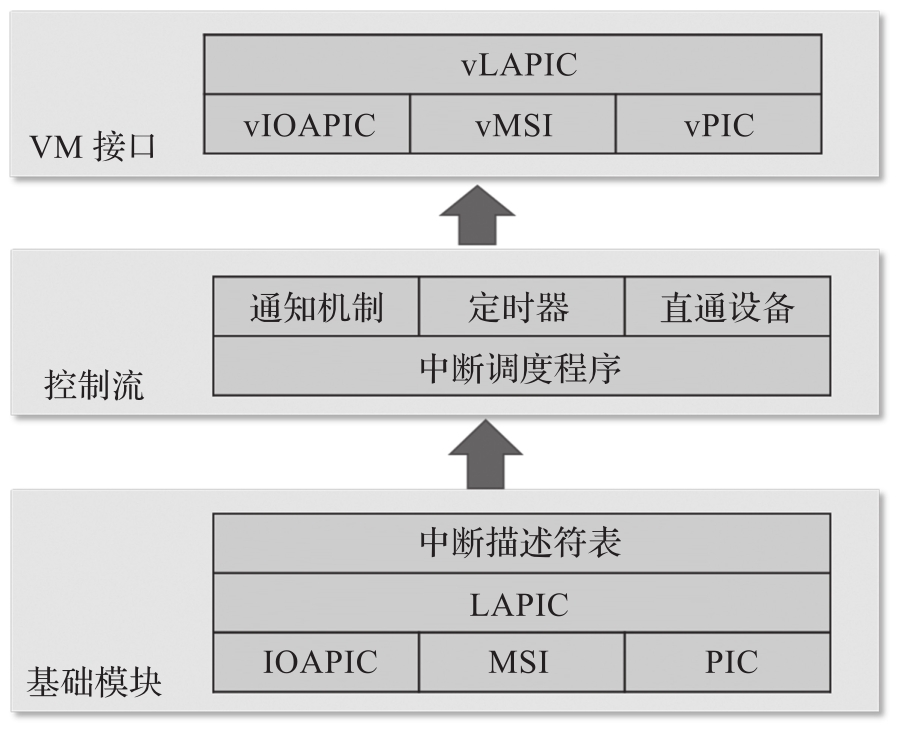 vLAPIC
vIOAPIC vMSI vPIC
VM 接口
通知机制 定时器 直通设备
中断调度程序
控制流
中断描述符表
LAPIC
IOAPIC MSI PIC
基础模块